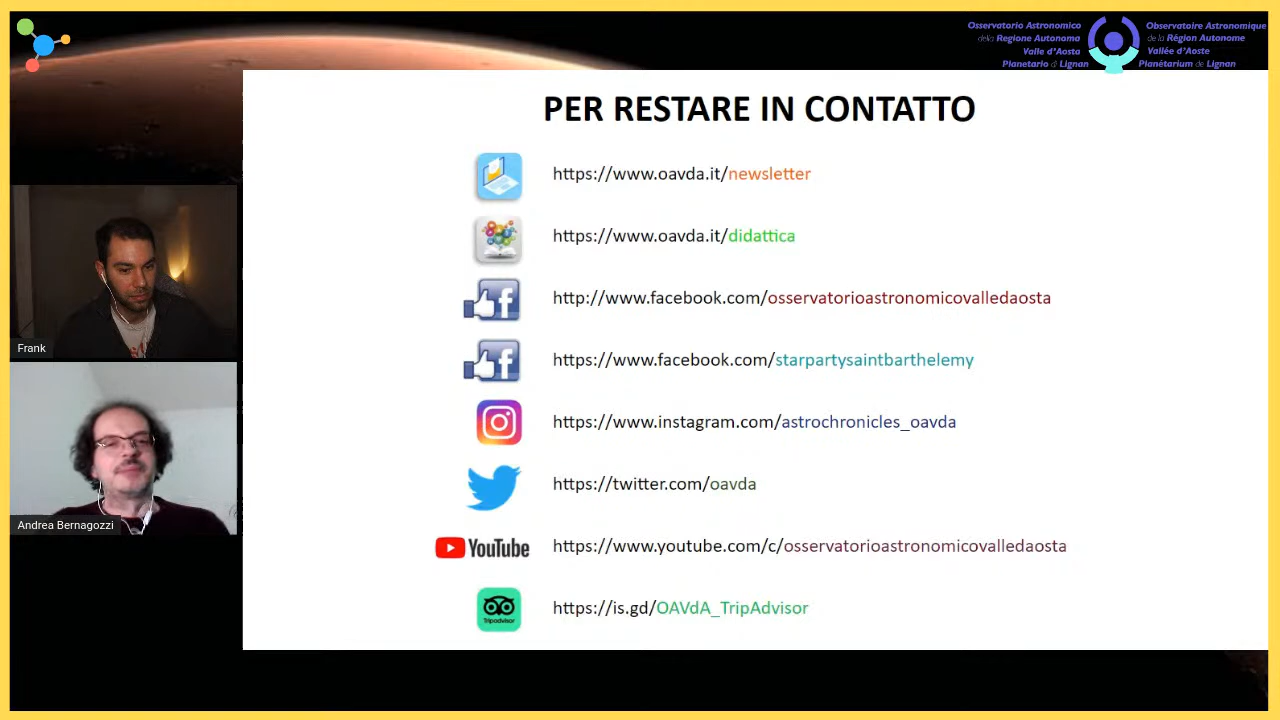 Osservatorio Astronomico
della Regione Autonoma
Valle d'Aosta
Planetario di Lignan
Observatoire Astronomique
de la Région Autonome
Vallée d'Aoste
Planétarium de Lignan
PER RESTARE IN CONTATTO
https://www.oavda.it/newsletter
https://www.oavda.it/didattica
http://www.facebook.com/osservatorioastronomicovalledaosta
https://www.facebook.com/starpartysaintbarthelemy
https://www.instagram.com/astrochronicles_oavda
https://twitter.com/oavda
YouTube https://www.youtube.com/c/osservatorioastronomicovalledaosta
Tripadvisor https://is.gd/OAVdA_TripAdvisor
Frank
Andrea Bernagozzi